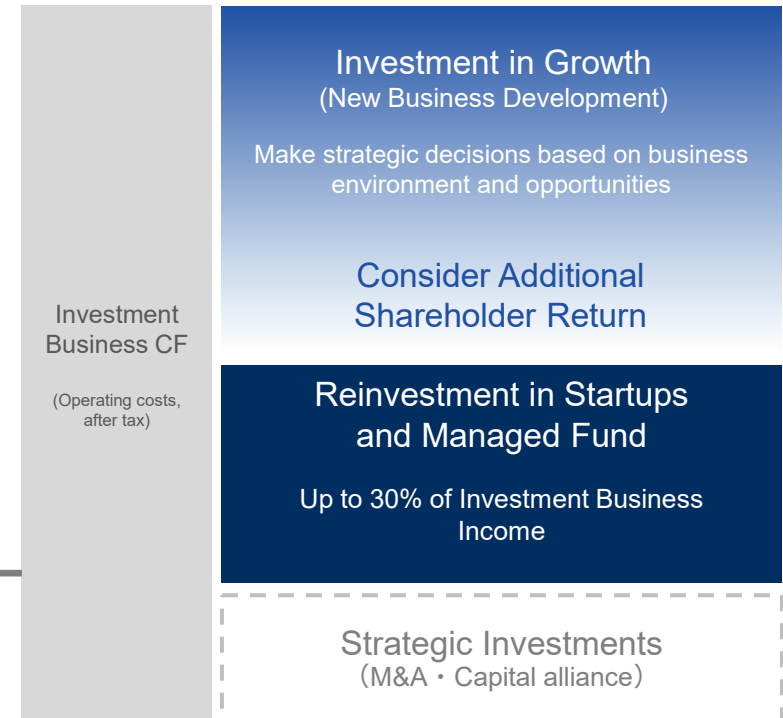 Investment
Business CF
(Operating costs,
after tax)
Investment in Growth
(New Business Development)
Make strategic decisions based on business
environment and opportunities
Consider Additional
Shareholder Return
Reinvestment in Startups
and Managed Fund
Up to 30% of Investment Business
Income
Strategic Investments
（M&A・Capital alliance）